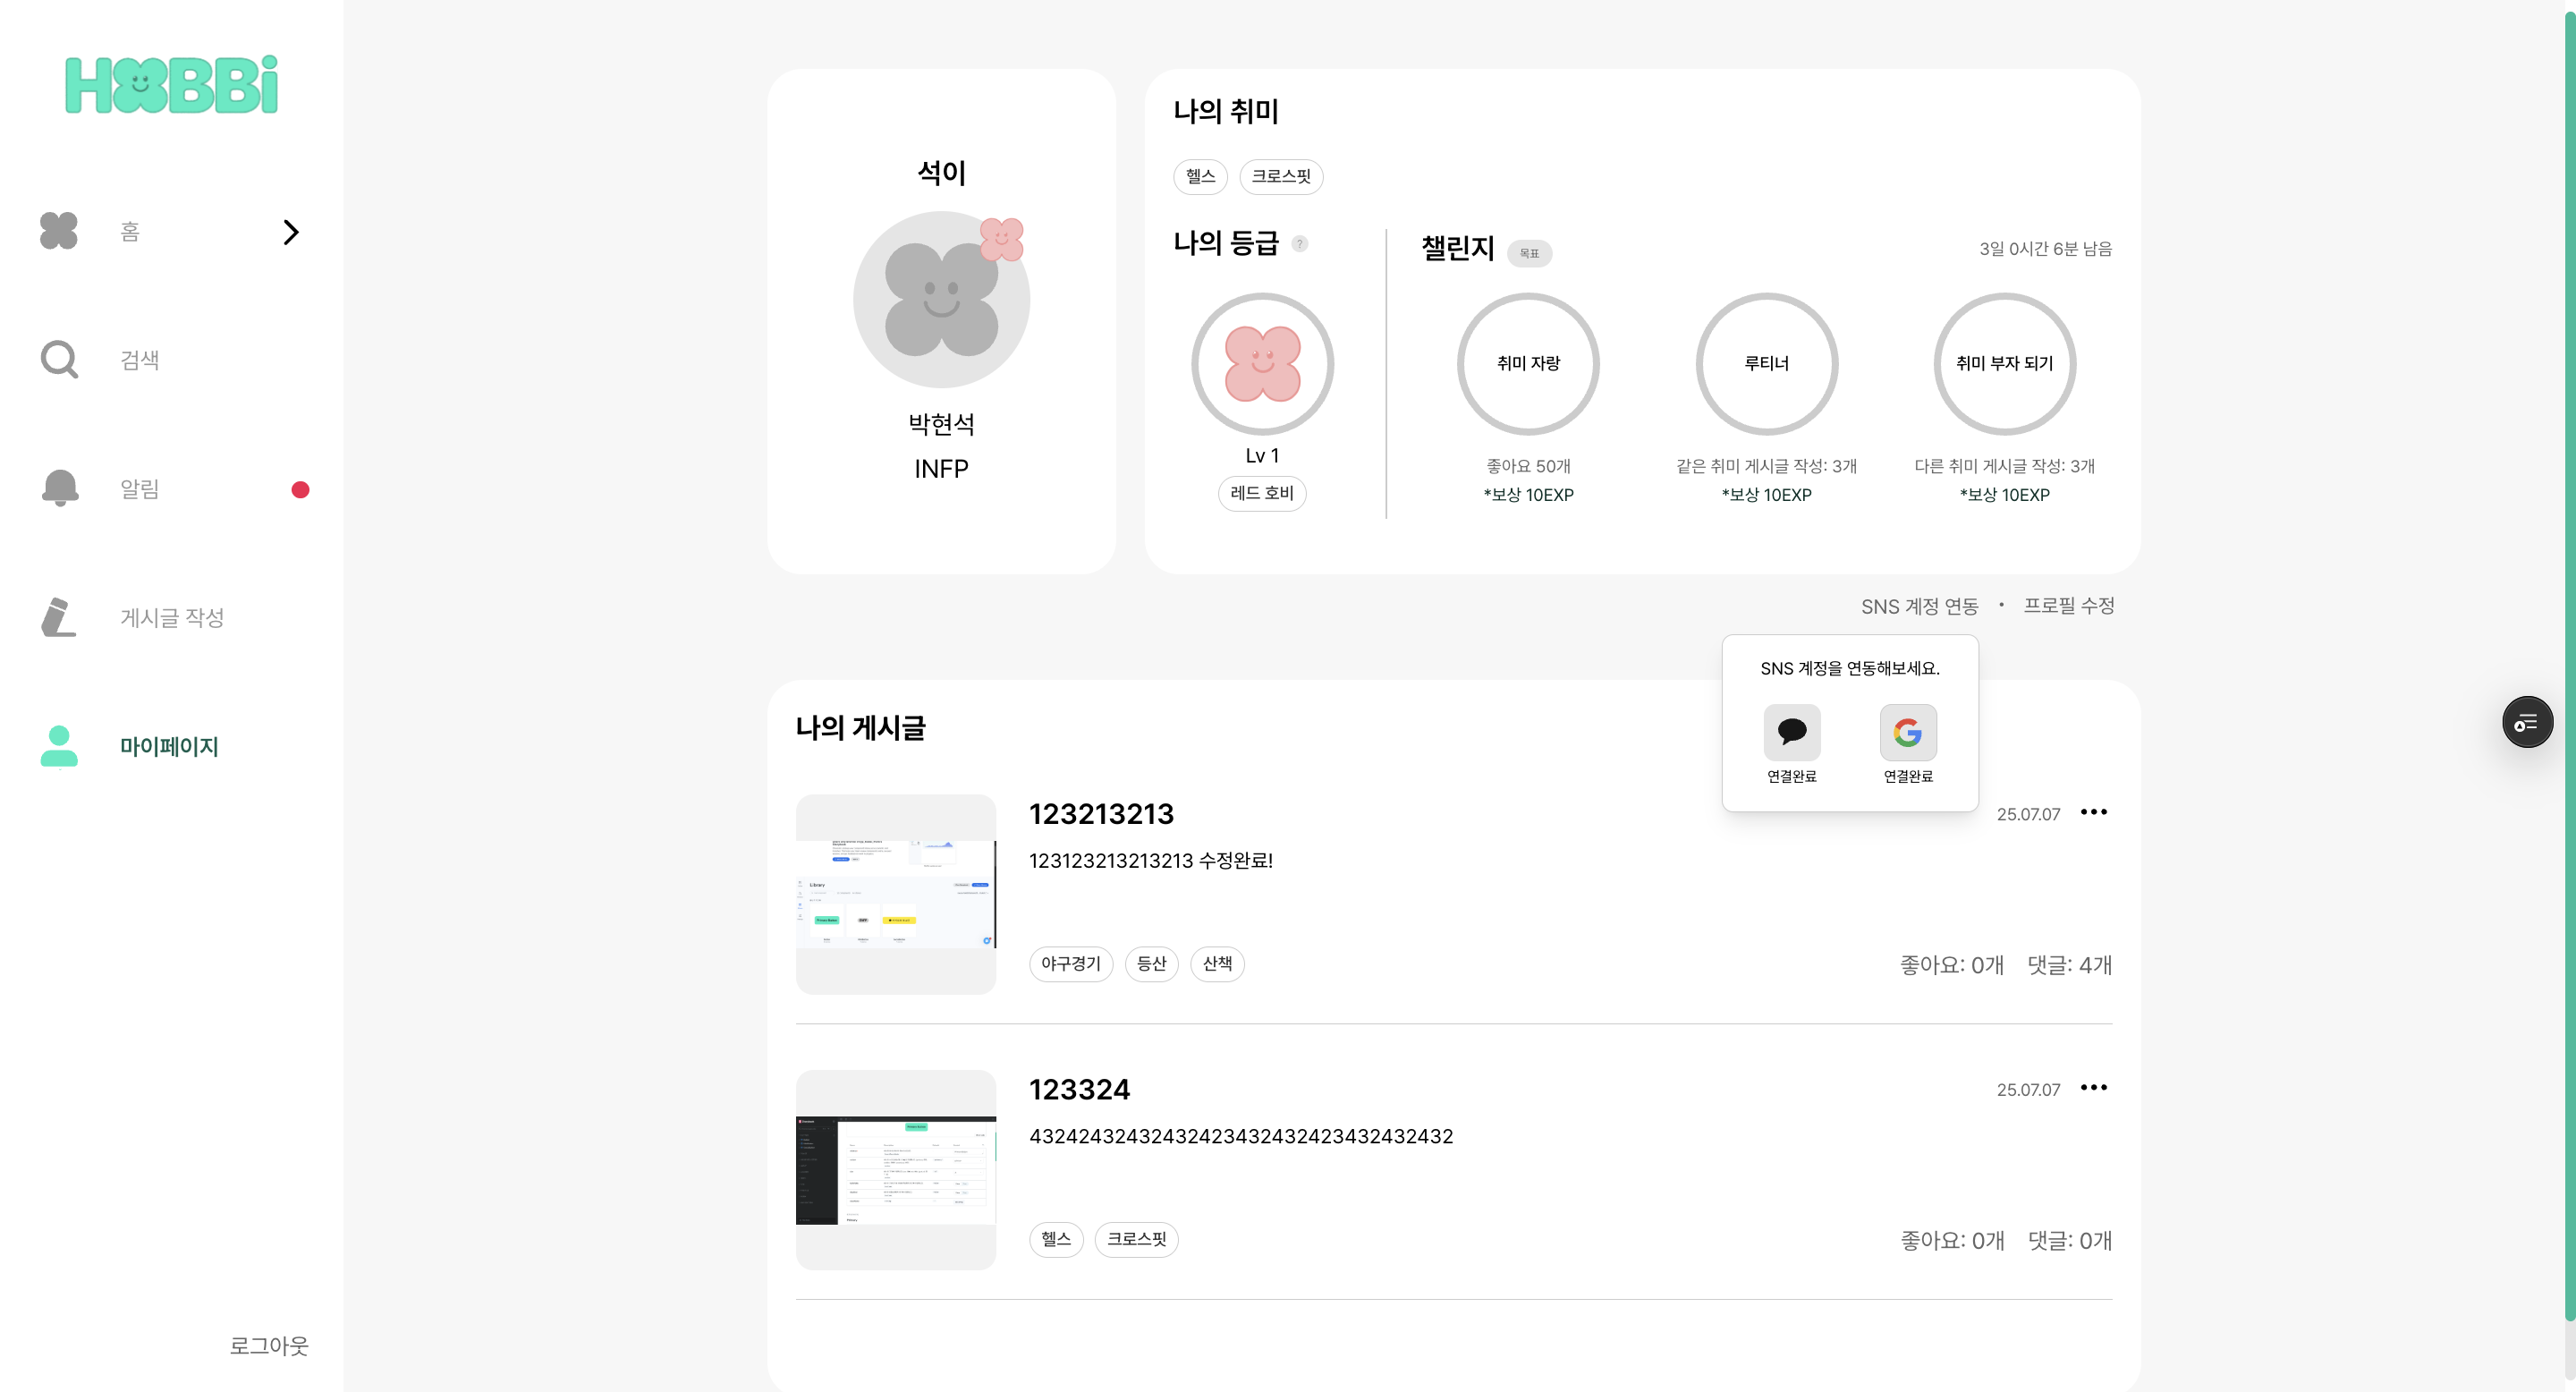 HOBBi
홈
검색
알림
게시글 작성
마이페이지
로그아웃
석이
박현석
INFP
나의 취미
헬스 크로스핏
나의 등급 ?
Lv 1
레드 호비
챌린지 목표 3일 0시간 6분 남음
취미 자랑 루티너 취미 부자 되기
좋아요 50개 같은 취미 게시글 작성: 3개 다른 취미 게시글 작성: 3개
*보상 10EXP *보상 10EXP *보상 10EXP
SNS 계정 연동 • 프로필 수정
SNS 계정을 연동해보세요.
연결완료 연결완료
나의 게시글
123213213 25.07.07
123123213213213 수정완료!
야구경기 등산 산책 좋아요: 0개 댓글: 4개
Library
123324 25.07.07
헬스 크로스핏 좋아요: 0개 댓글: 0개